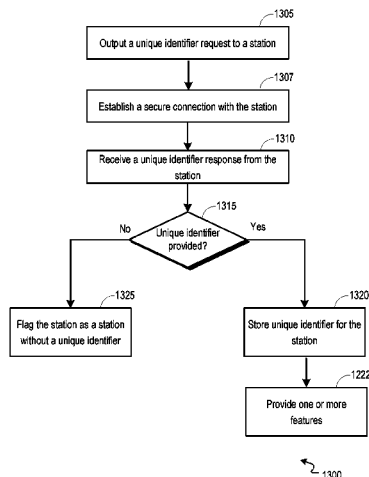 1305
Output a unique identifier request to a station
1307
Establish a secure connection with the station
1310
Receive a unique identifier response from the
station
1315
No
Unique identifier
provided?
Yes
1325
Flag the station as a station
without a unique identifier
1320
Store unique identifier for the
station
1222
Provide one or more
features
1300